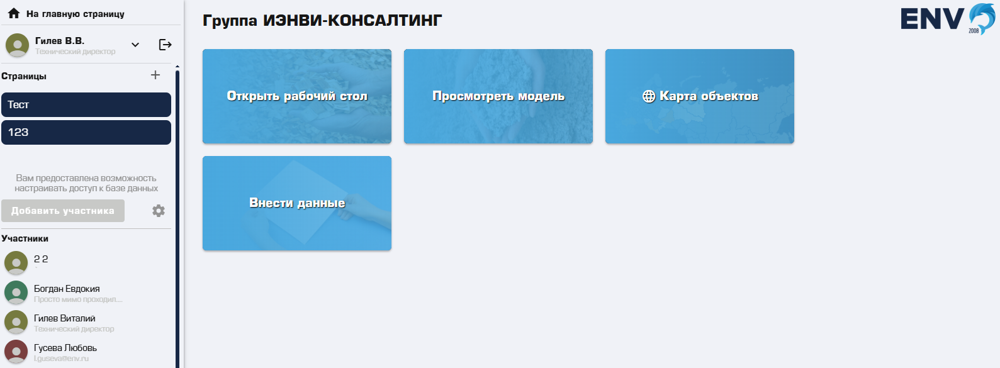 На главную страницу
Гилев В.В.
Технический директор
Страницы
Тест
123
Вам предоставлена возможность
настраивать доступ к базе данных
Добавить участника
Участники
2 2
Богдан Евдокия
Просто мимо проходил....
Гилев Виталий
Технический директор
Гусева Любовь
l.guseva@env.ru
Группа ИЭНВИ-КОНСАЛТИНГ
ENV
2008
Открыть рабочий стол
Просмотреть модель
Карта объектов
Внести данные